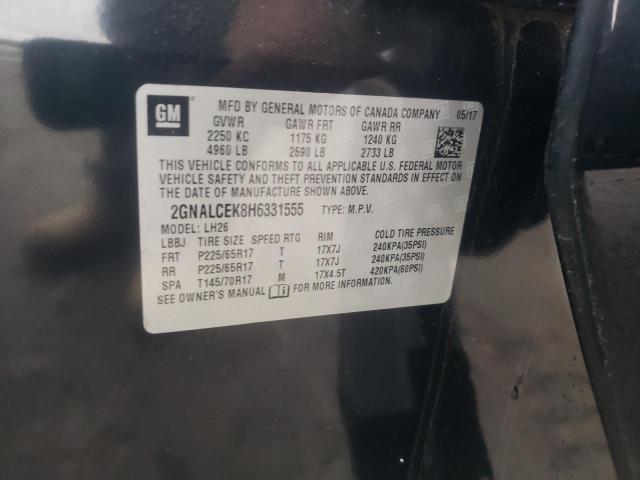 GM
MFD BY GENERAL MOTORS OF CANADA COMPANY 05/17
GVWR GAWR FRT GAWR RR
2250 KG 1175 KG 1240 KG
4960 LB 2590 LB 2733 LB
THIS VEHICLE CONFORMS TO ALL APPLICABLE U.S. FEDERAL MOTOR
VEHICLE SAFETY AND THEFT PREVENTION STANDARDS IN EFFECT ON THE
DATE OF MANUFACTURE SHOWN ABOVE.
2GNALCEK8H6331555 TYPE: M.P.V.
MODEL: LH26
LBBJ TIRE SIZE SPEED RTG RIM COLD TIRE PRESSURE
FRT P225/65R17 T 17X7J 240KPA(35PSI)
RR P225/65R17 T 17X7J 240KPA(35PSI)
SPA T145/70R17 M 17X4.5T 420KPA(60PSI)
SEE OWNER'S MANUAL FOR MORE INFORMATION.